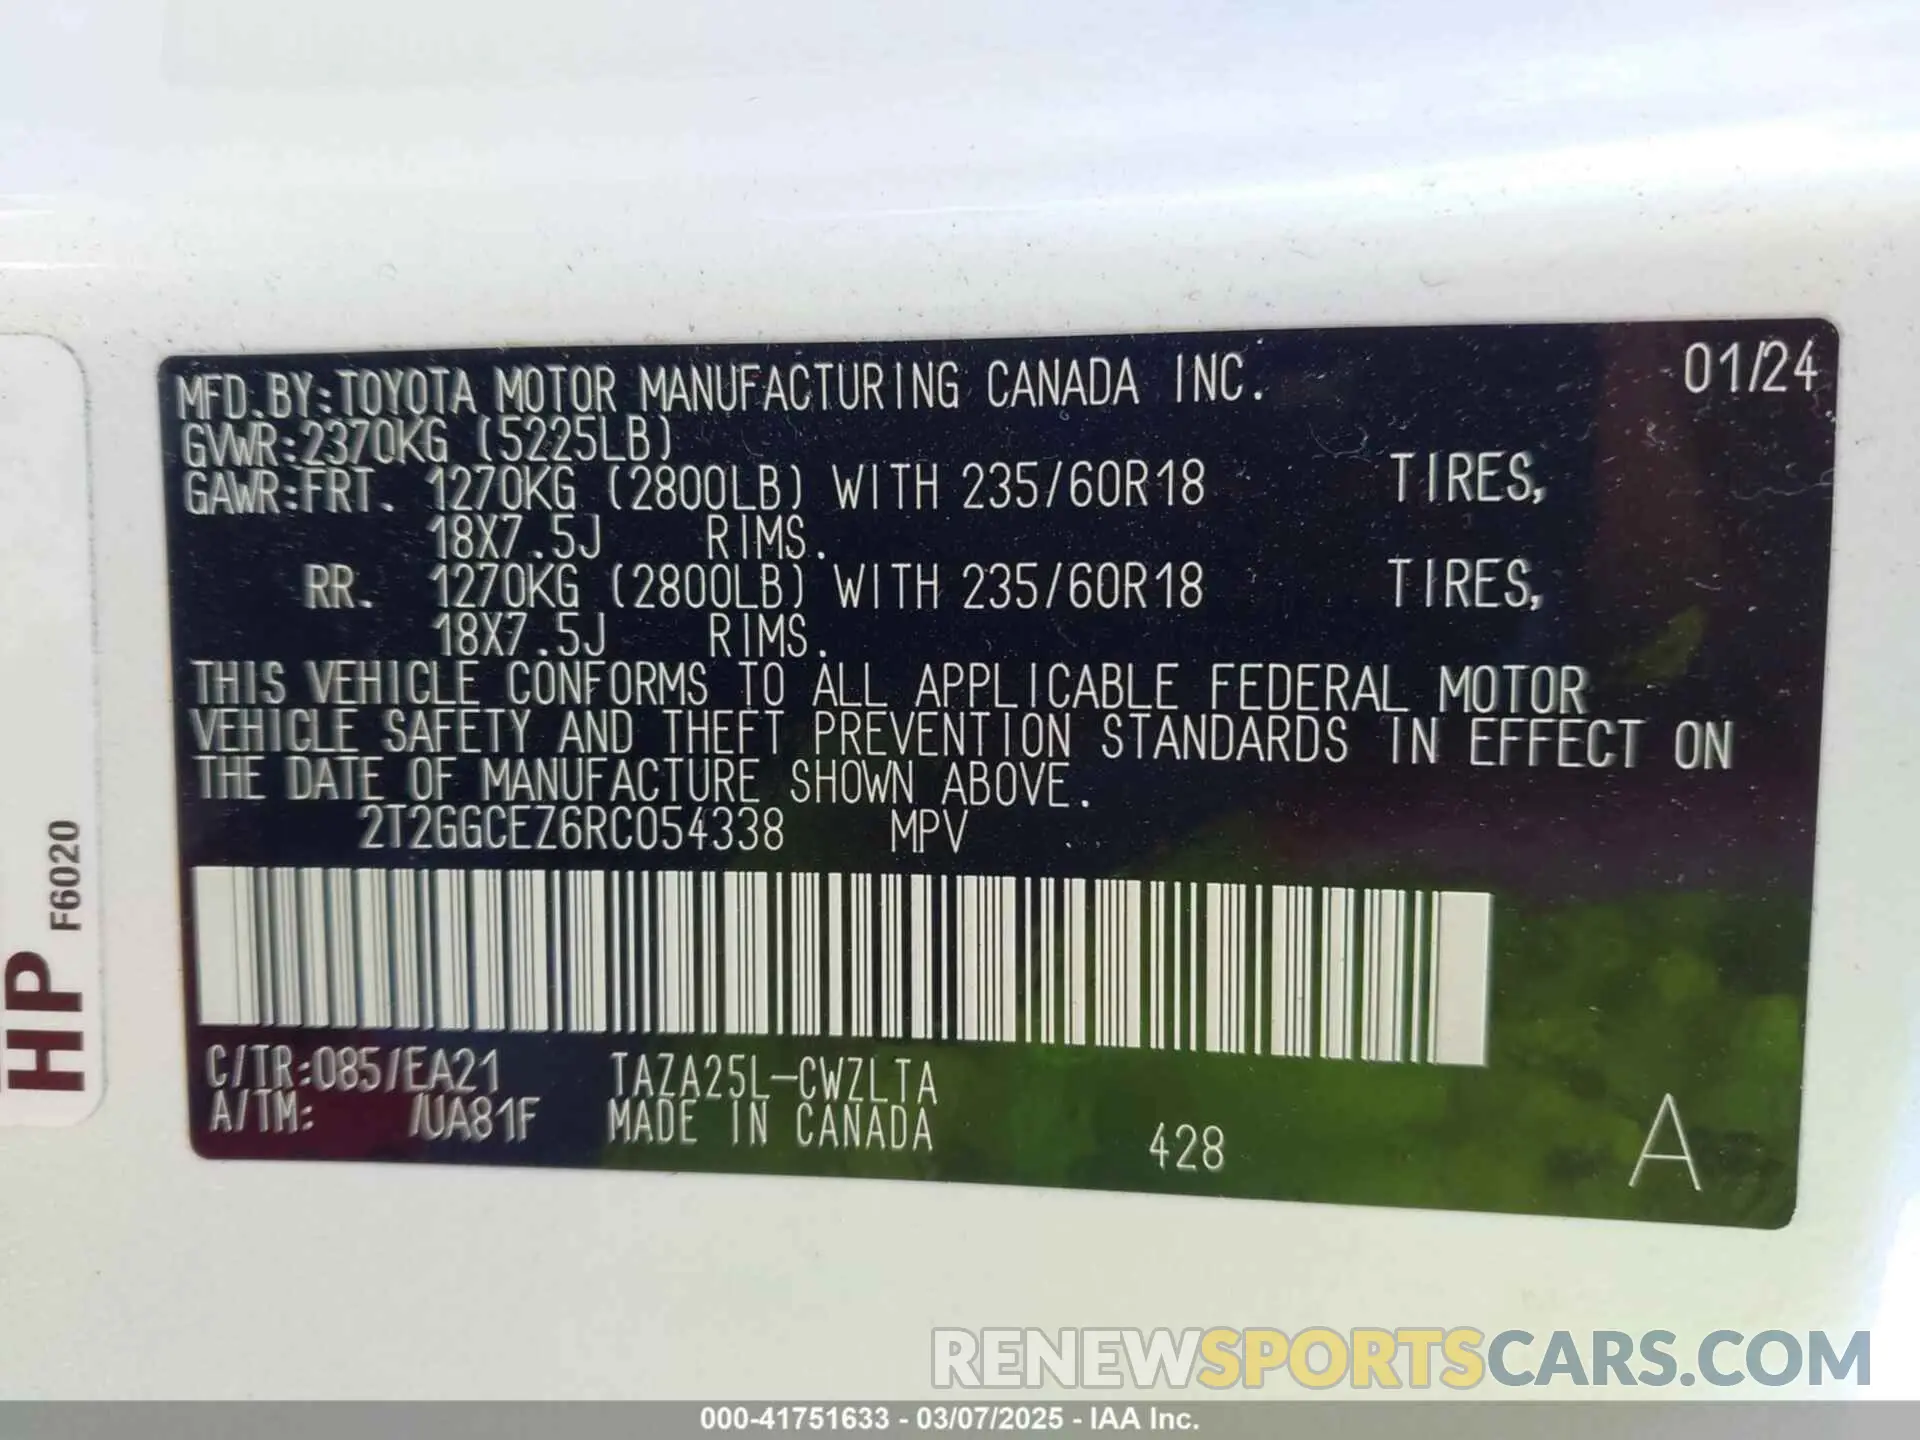 MFD.BY:TOYOTA MOTOR MANUFACTURING CANADA INC. 01/24
GVWR:2370KG (5225LB)
GAWR:FRT. 1270KG (2800LB) WITH 235/60R18 TIRES,
18X7.5J RIMS.
RR. 1270KG (2800LB) WITH 235/60R18 TIRES,
18X7.5J RIMS.
THIS VEHICLE CONFORMS TO ALL APPLICABLE FEDERAL MOTOR
VEHICLE SAFETY AND THEFT PREVENTION STANDARDS IN EFFECT ON
THE DATE OF MANUFACTURE SHOWN ABOVE.
2T2GGCEZ6RC054338 MPV
C/TR:085/EA21 TAZA25L-CWZLTA
A/TM: /UA81F MADE IN CANADA 428 A
HP F6020
RENEWSPORTSCARS.COM
000-41751633 - 03/07/2025 - IAA Inc.